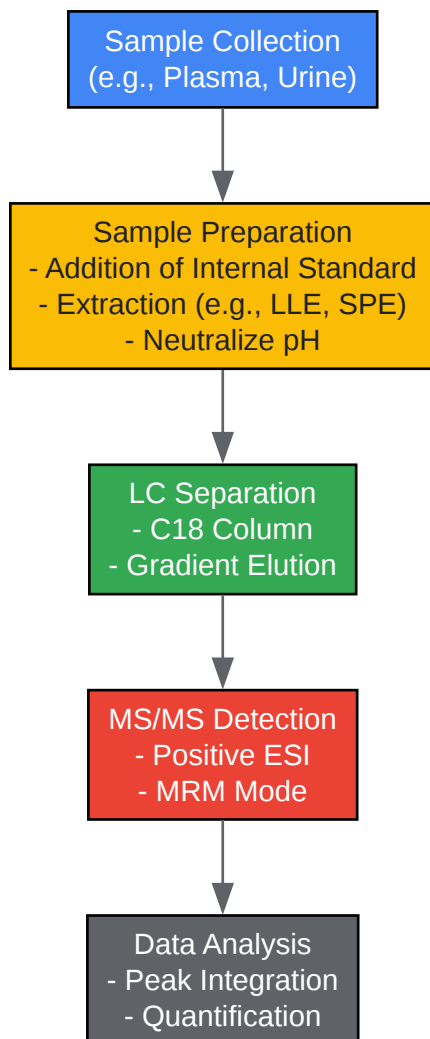 Sample Collection
(e.g., Plasma, Urine)
Sample Preparation
- Addition of Internal Standard
- Extraction (e.g., LLE, SPE)
- Neutralize pH
LC Separation
- C18 Column
- Gradient Elution
MS/MS Detection
- Positive ESI
- MRM Mode
Data Analysis
- Peak Integration
- Quantification